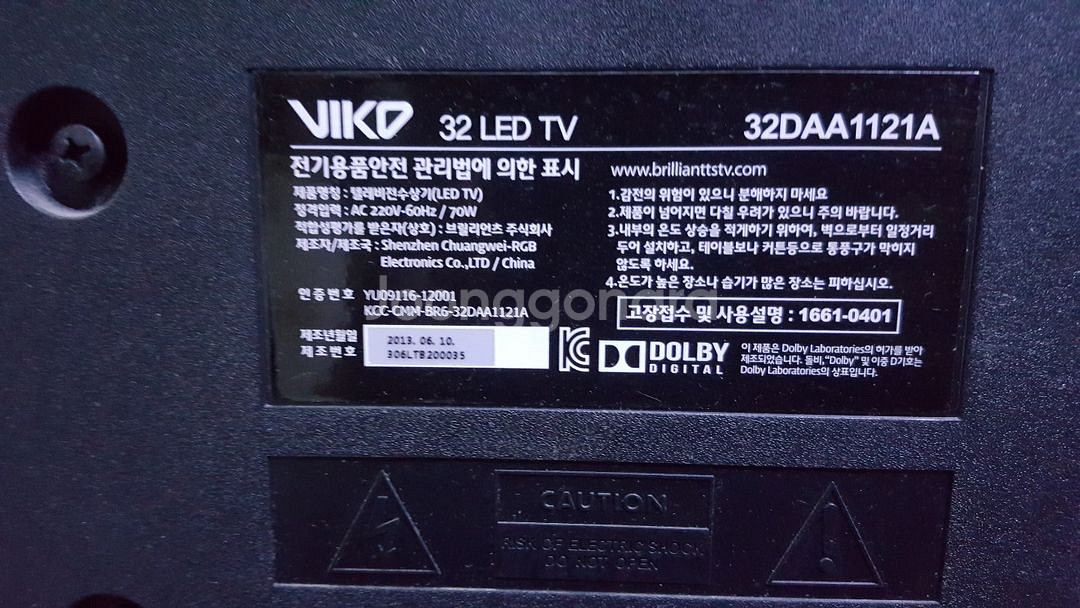 VIKO 32 LED TV 32DAA1121A
전기용품안전 관리법에 의한 표시
제품명칭 : 텔레비전수상기(LED TV)
정격입력 : AC 220V-60Hz / 70W
적합성평가를 받은자(상호) : 브릴리언츠 주식회사
제조자/제조국 : Shenzhen Chuangwei-RGB
Electronics Co.,LTD / China
인증번호 YU09116-12001
KCC-CMM-BR6-32DAA1121A
제조년월일 2013. 06. 10.
제조번호 306LTB200035
www.brillianttstv.com
1.감전의 위험이 있으니 분해하지 마세요
2.제품이 넘어지면 다칠 우려가 있으니 주의 바랍니다.
3.내부의 온도 상승을 적게하기 위하여, 벽으로부터 일정거리
두어 설치하고, 테이블보나 커튼등으로 통풍구가 막히지
않도록 하세요.
4.온도가 높은 장소나 습기가 많은 장소는 피하십시오.
고장접수 및 사용설명 : 1661-0401
KC DOLBY
DIGITAL
이 제품은 Dolby Laboratories의 허가를 받아
제조되었습니다. 돌비,"Dolby" 및 이중 D기호는
Dolby Laboratories의 상표입니다.
Joonggonara
CAUTION
RISK OF ELECTRIC SHOCK
DO NOT OPEN